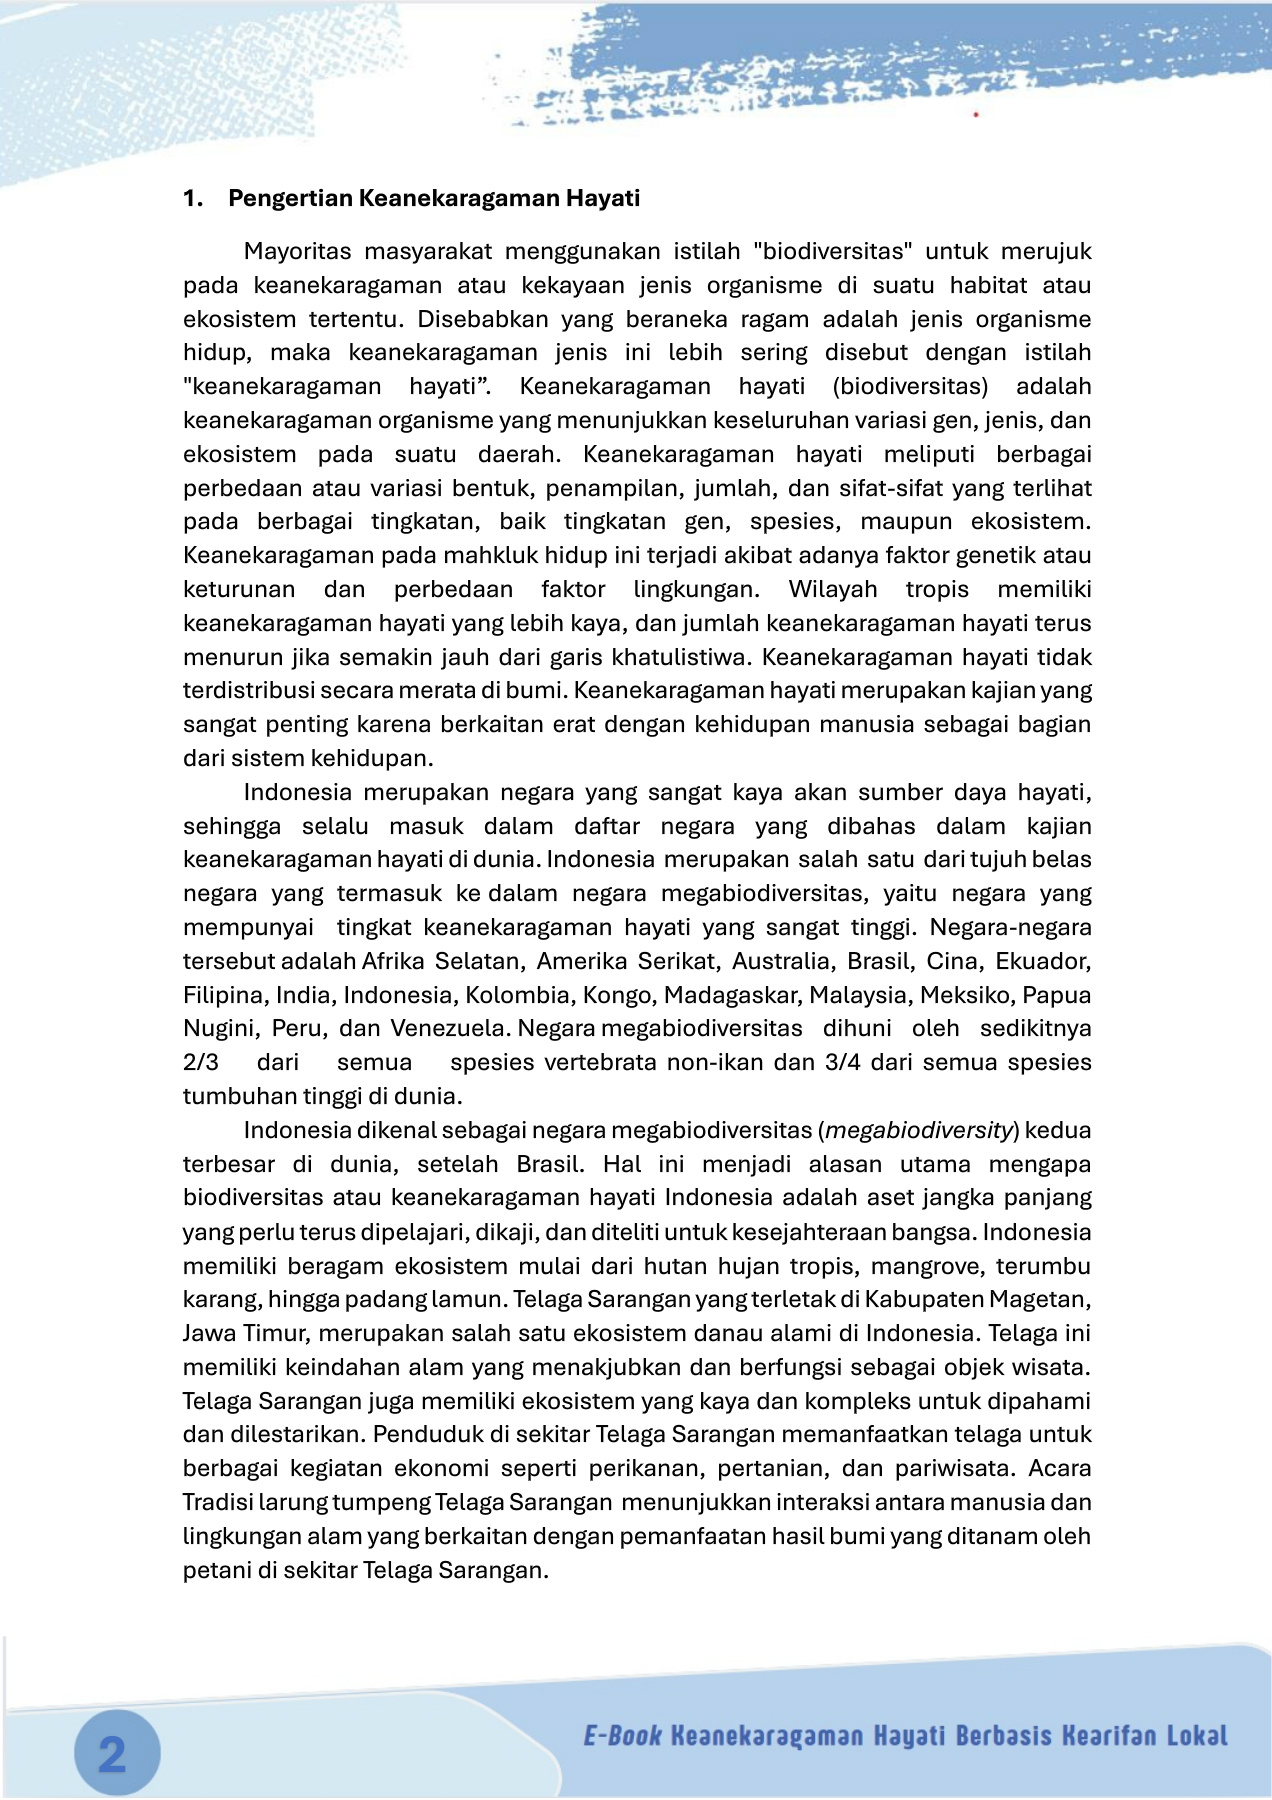 1. Pengertian Keanekaragaman Hayati
Mayoritas masyarakat menggunakan istilah "biodiversitas" untuk merujuk
pada keanekaragaman atau kekayaan jenis organisme di suatu habitat atau
ekosistem tertentu. Disebabkan yang beraneka ragam adalah jenis organisme
hidup, maka keanekaragaman jenis ini lebih sering disebut dengan istilah
"keanekaragaman hayati”. Keanekaragaman hayati (biodiversitas) adalah
keanekaragaman organisme yang menunjukkan keseluruhan variasi gen, jenis, dan
ekosistem pada suatu daerah. Keanekaragaman hayati meliputi berbagai
perbedaan atau variasi bentuk, penampilan, jumlah, dan sifat-sifat yang terlihat
pada berbagai tingkatan, baik tingkatan gen, spesies, maupun ekosistem.
Keanekaragaman pada mahkluk hidup ini terjadi akibat adanya faktor genetik atau
keturunan dan perbedaan faktor lingkungan. Wilayah tropis memiliki
keanekaragaman hayati yang lebih kaya, dan jumlah keanekaragaman hayati terus
menurun jika semakin jauh dari garis khatulistiwa. Keanekaragaman hayati tidak
terdistribusi secara merata di bumi. Keanekaragaman hayati merupakan kajian yang
sangat penting karena berkaitan erat dengan kehidupan manusia sebagai bagian
dari sistem kehidupan.
Indonesia merupakan negara yang sangat kaya akan sumber daya hayati,
sehingga selalu masuk dalam daftar negara yang dibahas dalam kajian
keanekaragaman hayati di dunia. Indonesia merupakan salah satu dari tujuh belas
negara yang termasuk ke dalam negara megabiodiversitas, yaitu negara yang
mempunyai tingkat keanekaragaman hayati yang sangat tinggi. Negara-negara
tersebut adalah Afrika Selatan, Amerika Serikat, Australia, Brasil, Cina, Ekuador,
Filipina, India, Indonesia, Kolombia, Kongo, Madagaskar, Malaysia, Meksiko, Papua
Nugini, Peru, dan Venezuela. Negara megabiodiversitas dihuni oleh sedikitnya
2/3 dari semua spesies vertebrata non-ikan dan 3/4 dari semua spesies
tumbuhan tinggi di dunia.
Indonesia dikenal sebagai negara megabiodiversitas (megabiodiversity) kedua
terbesar di dunia, setelah Brasil. Hal ini menjadi alasan utama mengapa
biodiversitas atau keanekaragaman hayati Indonesia adalah aset jangka panjang
yang perlu terus dipelajari, dikaji, dan diteliti untuk kesejahteraan bangsa. Indonesia
memiliki beragam ekosistem mulai dari hutan hujan tropis, mangrove, terumbu
karang, hingga padang lamun. Telaga Sarangan yang terletak di Kabupaten Magetan,
Jawa Timur, merupakan salah satu ekosistem danau alami di Indonesia. Telaga ini
memiliki keindahan alam yang menakjubkan dan berfungsi sebagai objek wisata.
Telaga Sarangan juga memiliki ekosistem yang kaya dan kompleks untuk dipahami
dan dilestarikan. Penduduk di sekitar Telaga Sarangan memanfaatkan telaga untuk
berbagai kegiatan ekonomi seperti perikanan, pertanian, dan pariwisata. Acara
Tradisi larung tumpeng Telaga Sarangan menunjukkan interaksi antara manusia dan
lingkungan alam yang berkaitan dengan pemanfaatan hasil bumi yang ditanam oleh
petani di sekitar Telaga Sarangan.
E-Book Keanekaragaman Hayati Berbasis Kearifan Lokal
2